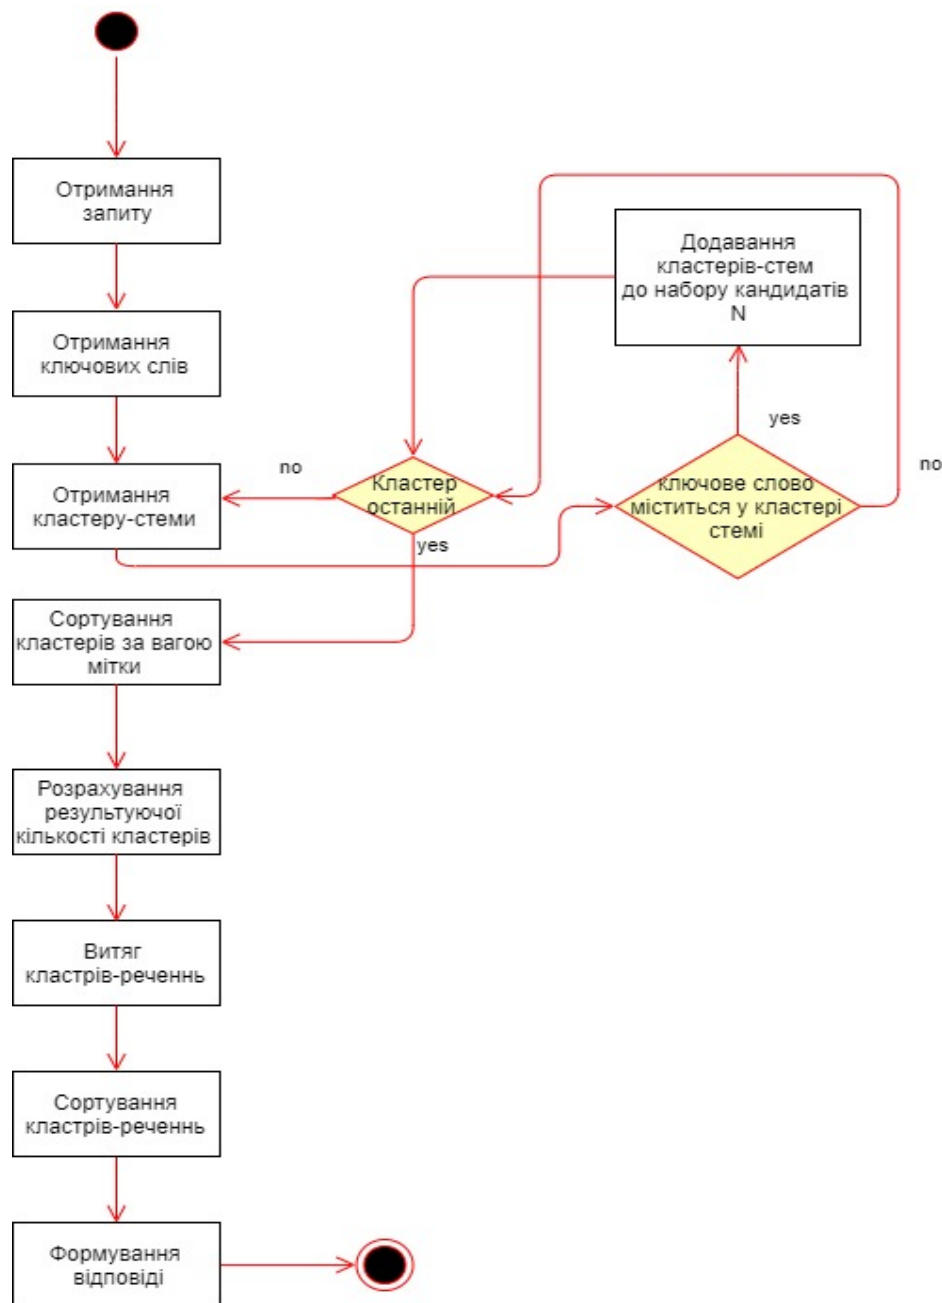 Отримання
запиту
Отримання
ключових слів
Отримання
кластеру-стеми
no
Кластер
останній
yes
Додавання
кластерів-стем
до набору кандидатів
N
yes
ключове слово
міститься у кластері
стемі
no
Сортування
кластерів за вагою
мітки
Розрахування
результуючої
кількості кластерів
Витяг
кластрів-реченнь
Сортування
кластрів-реченнь
Формування
відповіді